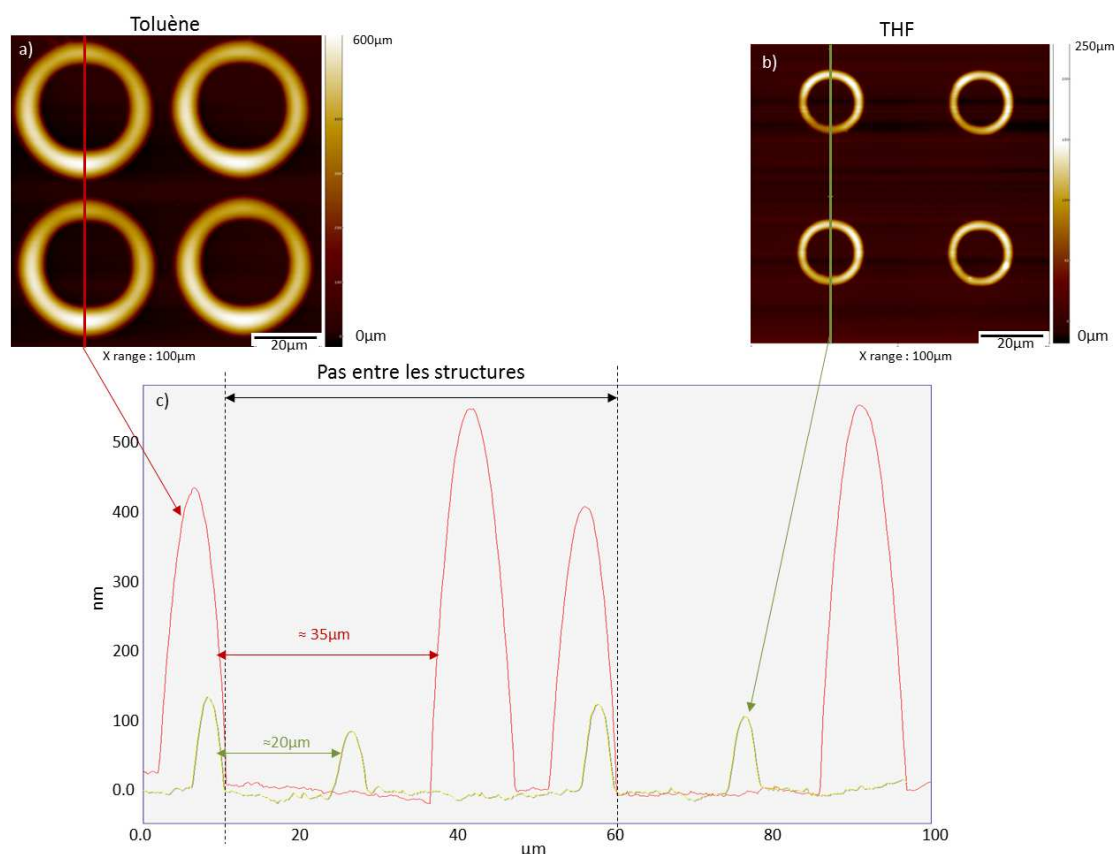 Toluène
THF
a)
600µm
0µm
20µm
X range : 100µm
b)
250µm
0µm
20µm
X range : 100µm
Pas entre les structures
c)
500
400
300
200
100
0.0
nm
≈ 35µm
≈20µm
0.0
20
40
60
80
100
µm